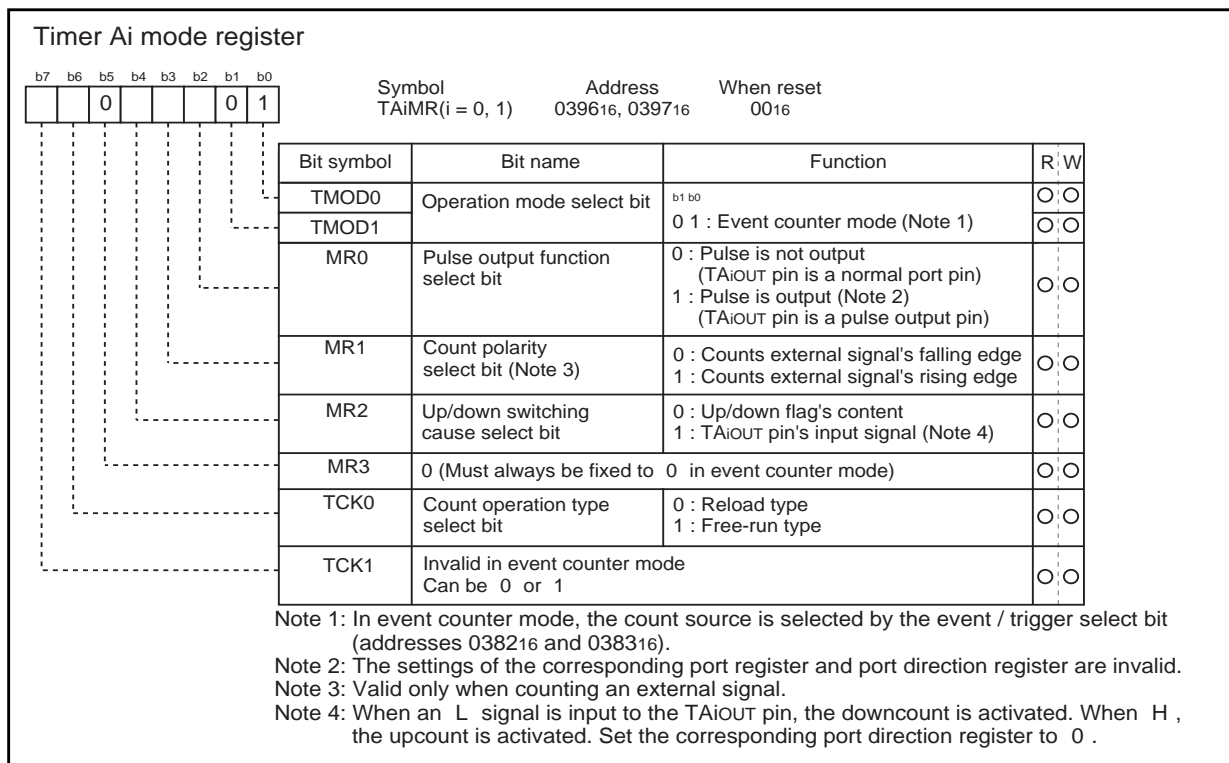 Timer Ai mode register
b7 b6 b5 b4 b3 b2 b1 b0
0 0 1
Symbol Address When reset
TAiMR(i = 0, 1) 039616, 039716 0016
Bit symbol Bit name Function R W
TMOD0 Operation mode select bit b1 b0
TMOD1 0 1 : Event counter mode (Note 1)
MR0 Pulse output function 0 : Pulse is not output
select bit (TAiOUT pin is a normal port pin)
1 : Pulse is output (Note 2)
(TAiOUT pin is a pulse output pin)
MR1 Count polarity 0 : Counts external signal's falling edge
select bit (Note 3) 1 : Counts external signal's rising edge
MR2 Up/down switching 0 : Up/down flag's content
cause select bit 1 : TAiOUT pin's input signal (Note 4)
MR3 0 (Must always be fixed to 0 in event counter mode)
TCK0 Count operation type 0 : Reload type
select bit 1 : Free-run type
TCK1 Invalid in event counter mode
Can be 0 or 1
Note 1: In event counter mode, the count source is selected by the event / trigger select bit
(addresses 038216 and 038316).
Note 2: The settings of the corresponding port register and port direction register are invalid.
Note 3: Valid only when counting an external signal.
Note 4: When an L signal is input to the TAiOUT pin, the downcount is activated. When H ,
the upcount is activated. Set the corresponding port direction register to 0 .